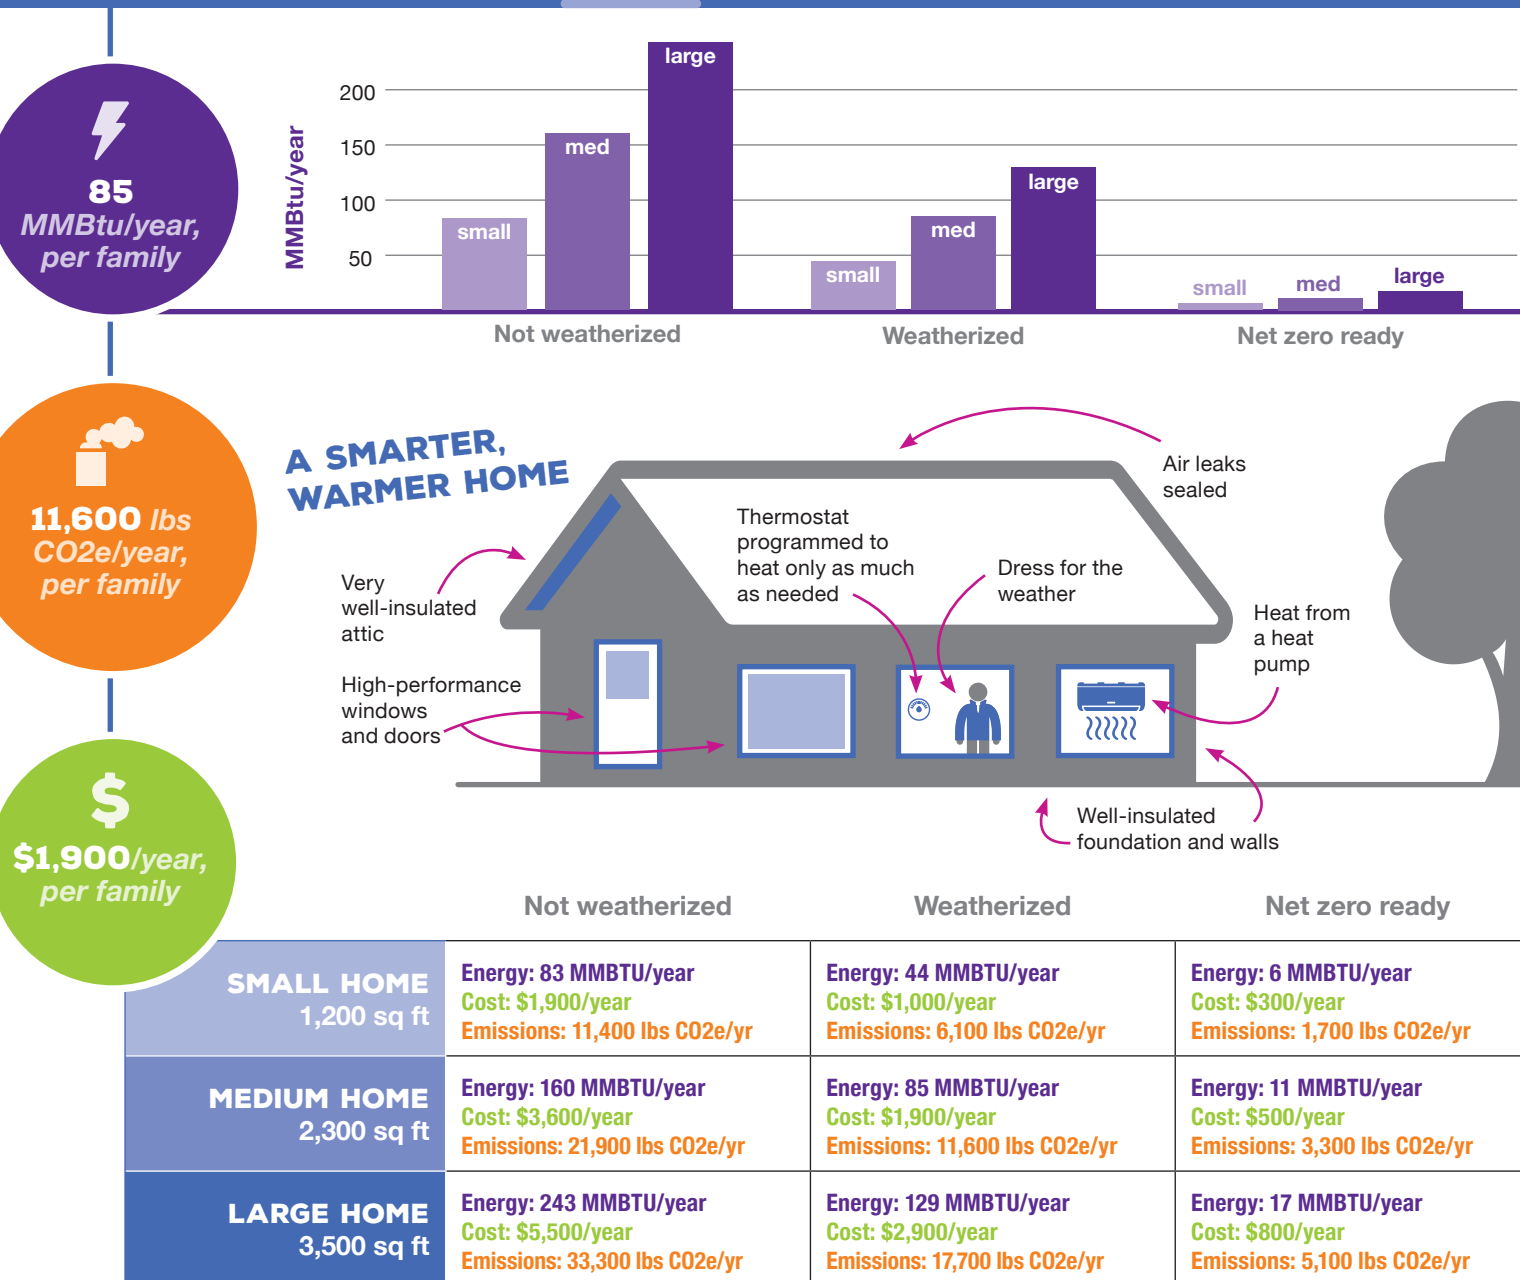 85
MMBtu/year,
per family
MMBtu/year
200
150
100
50
small
med
large
small
med
large
small
med
large
Not weatherized
Weatherized
Net zero ready
11,600 lbs
CO2e/year,
per family
A SMARTER,
WARMER HOME
Air leaks
sealed
Thermostat
programmed to
heat only as much
as needed
Dress for the
weather
Very
well-insulated
attic
Heat from
a heat
pump
High-performance
windows
and doors
Well-insulated
foundation and walls
$
$1,900/year,
per family
Not weatherized
Weatherized
Net zero ready
SMALL HOME
1,200 sq ft
Energy: 83 MMBTU/year
Cost: $1,900/year
Emissions: 11,400 lbs CO2e/yr
Energy: 44 MMBTU/year
Cost: $1,000/year
Emissions: 6,100 lbs CO2e/yr
Energy: 6 MMBTU/year
Cost: $300/year
Emissions: 1,700 lbs CO2e/yr
MEDIUM HOME
2,300 sq ft
Energy: 160 MMBTU/year
Cost: $3,600/year
Emissions: 21,900 lbs CO2e/yr
Energy: 85 MMBTU/year
Cost: $1,900/year
Emissions: 11,600 lbs CO2e/yr
Energy: 11 MMBTU/year
Cost: $500/year
Emissions: 3,300 lbs CO2e/yr
LARGE HOME
3,500 sq ft
Energy: 243 MMBTU/year
Cost: $5,500/year
Emissions: 33,300 lbs CO2e/yr
Energy: 129 MMBTU/year
Cost: $2,900/year
Emissions: 17,700 lbs CO2e/yr
Energy: 17 MMBTU/year
Cost: $800/year
Emissions: 5,100 lbs CO2e/yr